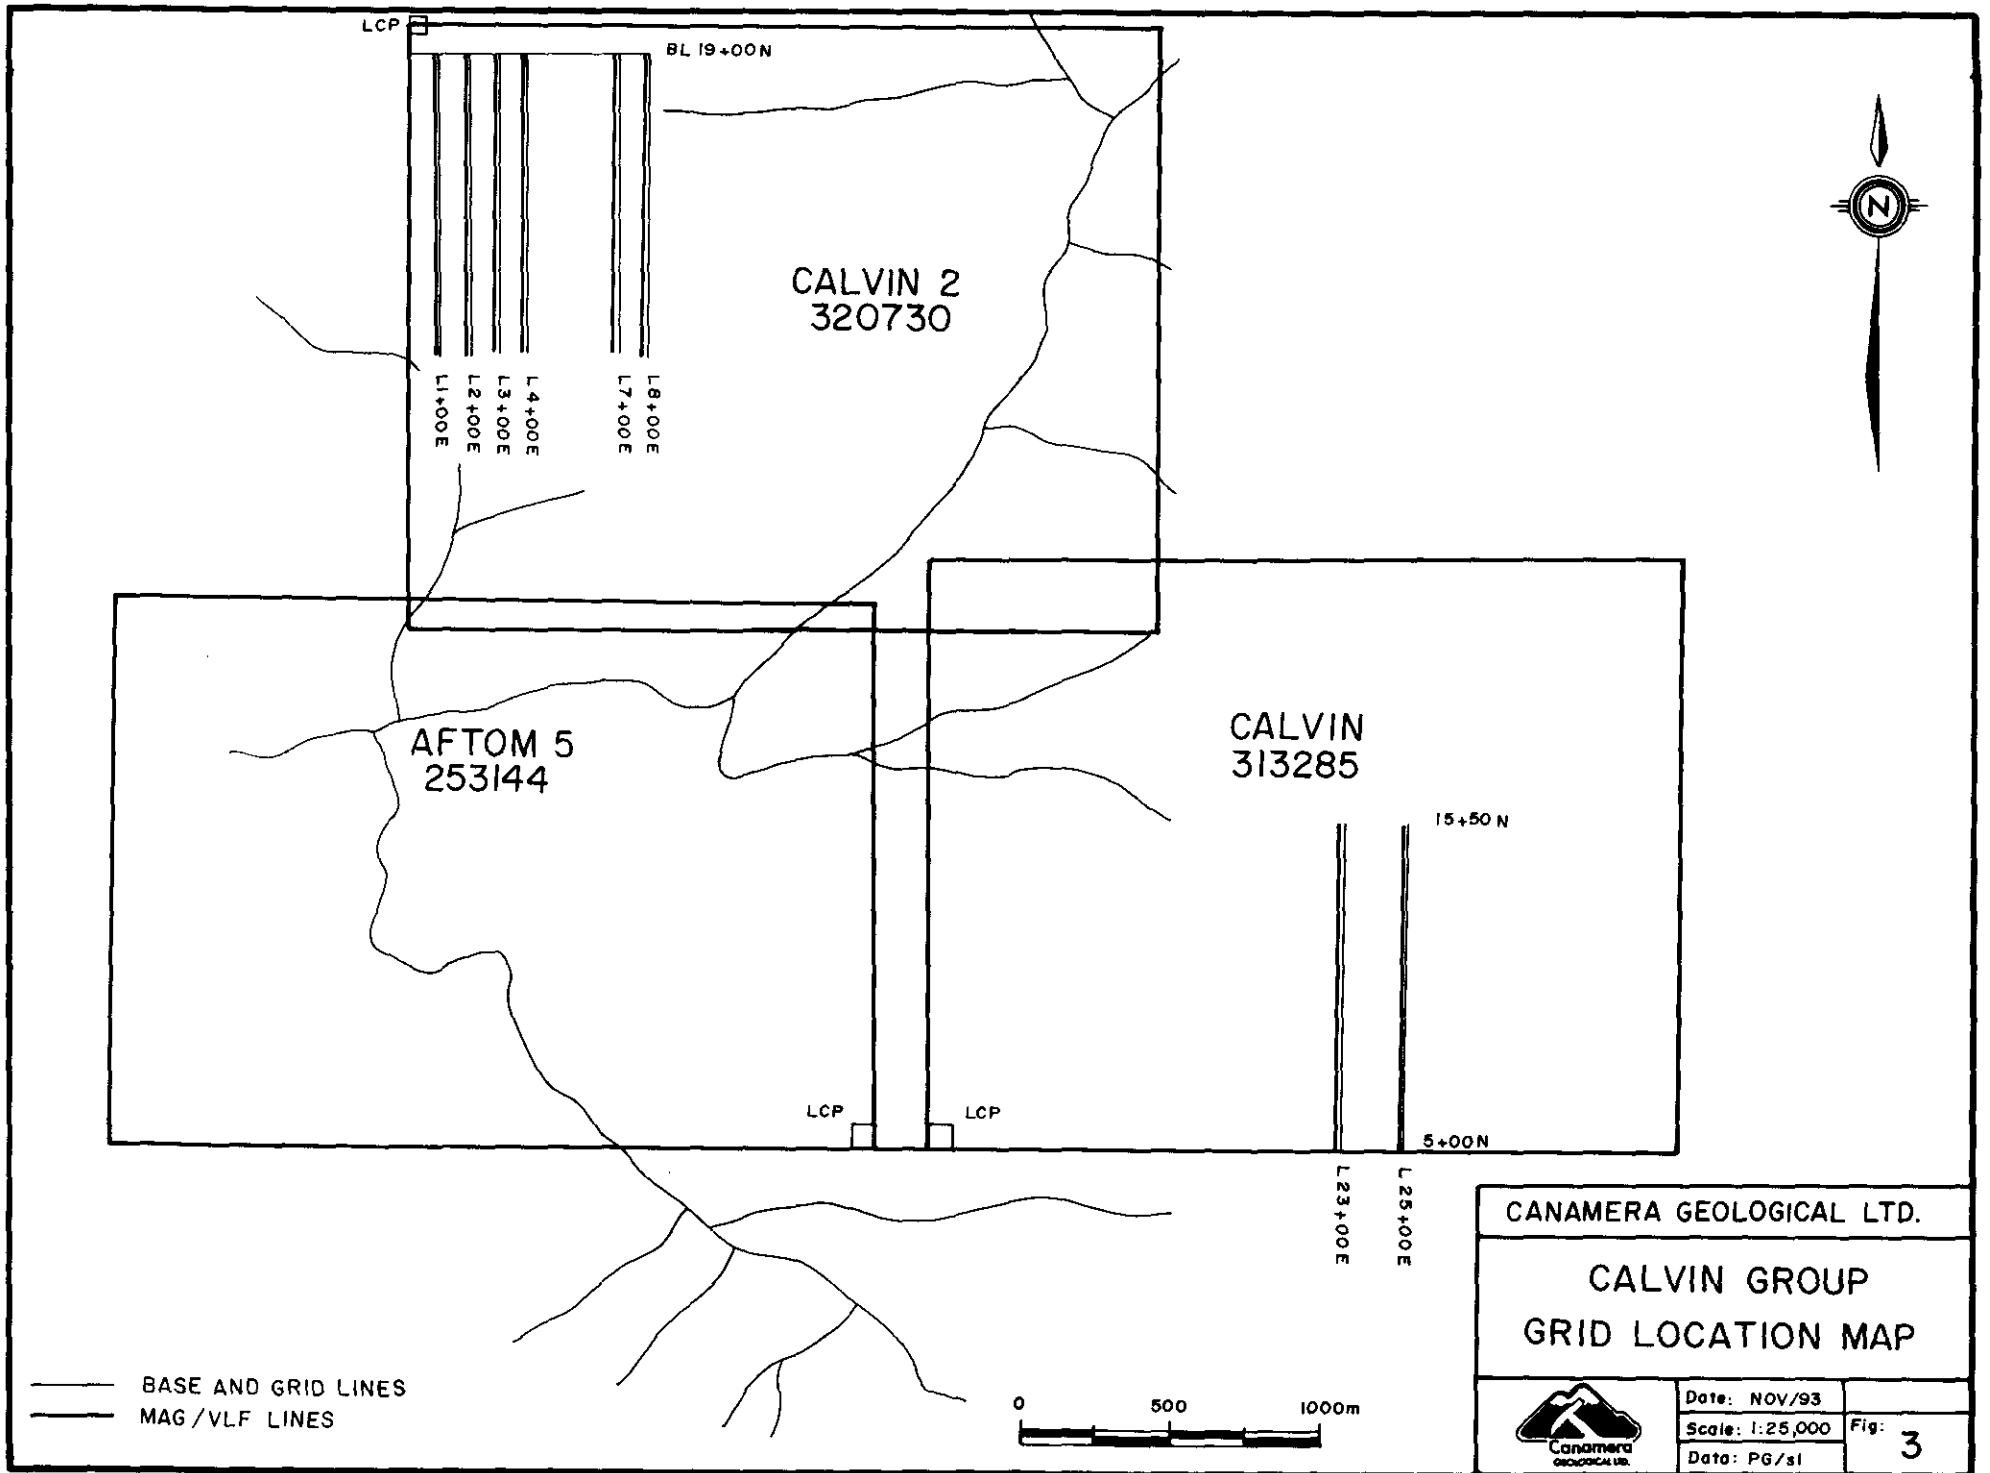 LCP
BL 19+00N
CALVIN 2
320730
L1+00E
L2+00E
L3+00E
L4+00E
L7+00E
L8+00E
N
AFTOM 5
253144
CALVIN
313285
15+50N
LCP
LCP
5+00N
L23+00E
L25+00E
BASE AND GRID LINES
MAG/VLF LINES
0 500 1000m
CANAMERA GEOLOGICAL LTD.
CALVIN GROUP
GRID LOCATION MAP
Canamera
GEOLOGICAL LTD.
Date: NOV/93
Scale: 1:25,000
Data: PG/sl
Fig: 3